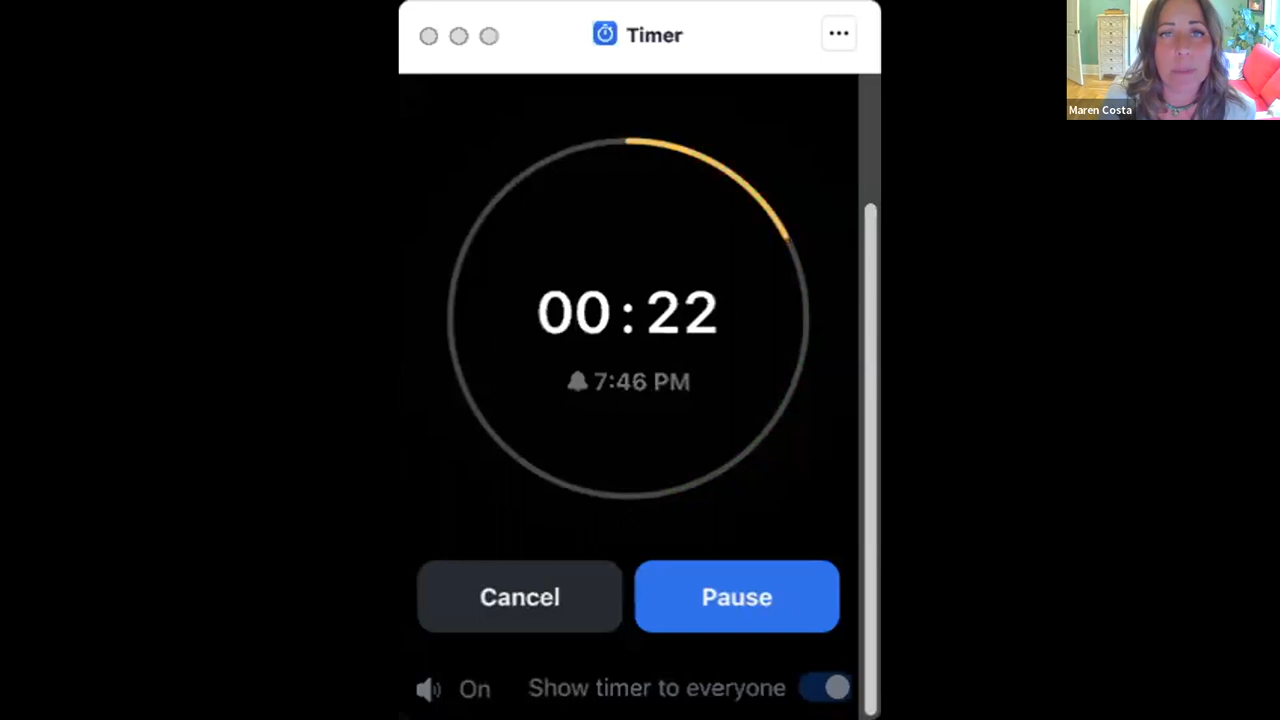 Timer
Maren Costa
00:22
7:46 PM
Cancel
Pause
On
Show timer to everyone